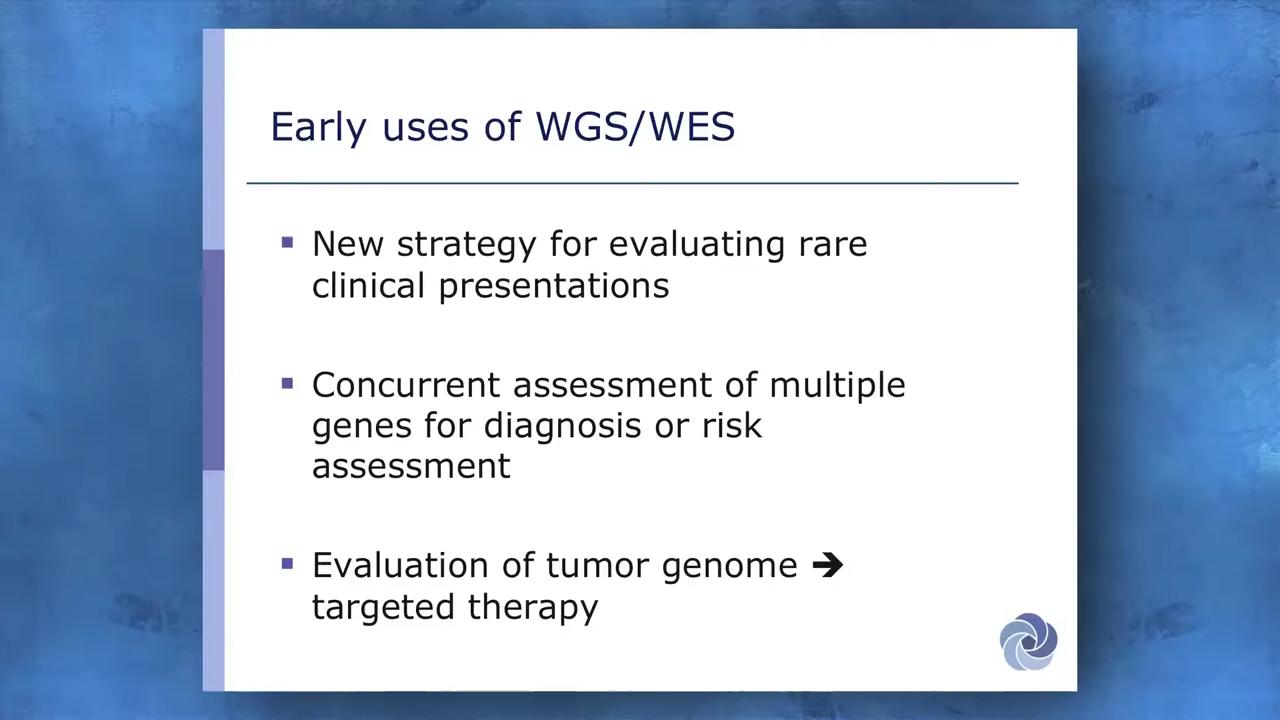 Early uses of WGS/WES
▪ New strategy for evaluating rare
clinical presentations
▪ Concurrent assessment of multiple
genes for diagnosis or risk
assessment
▪ Evaluation of tumor genome ➔
targeted therapy